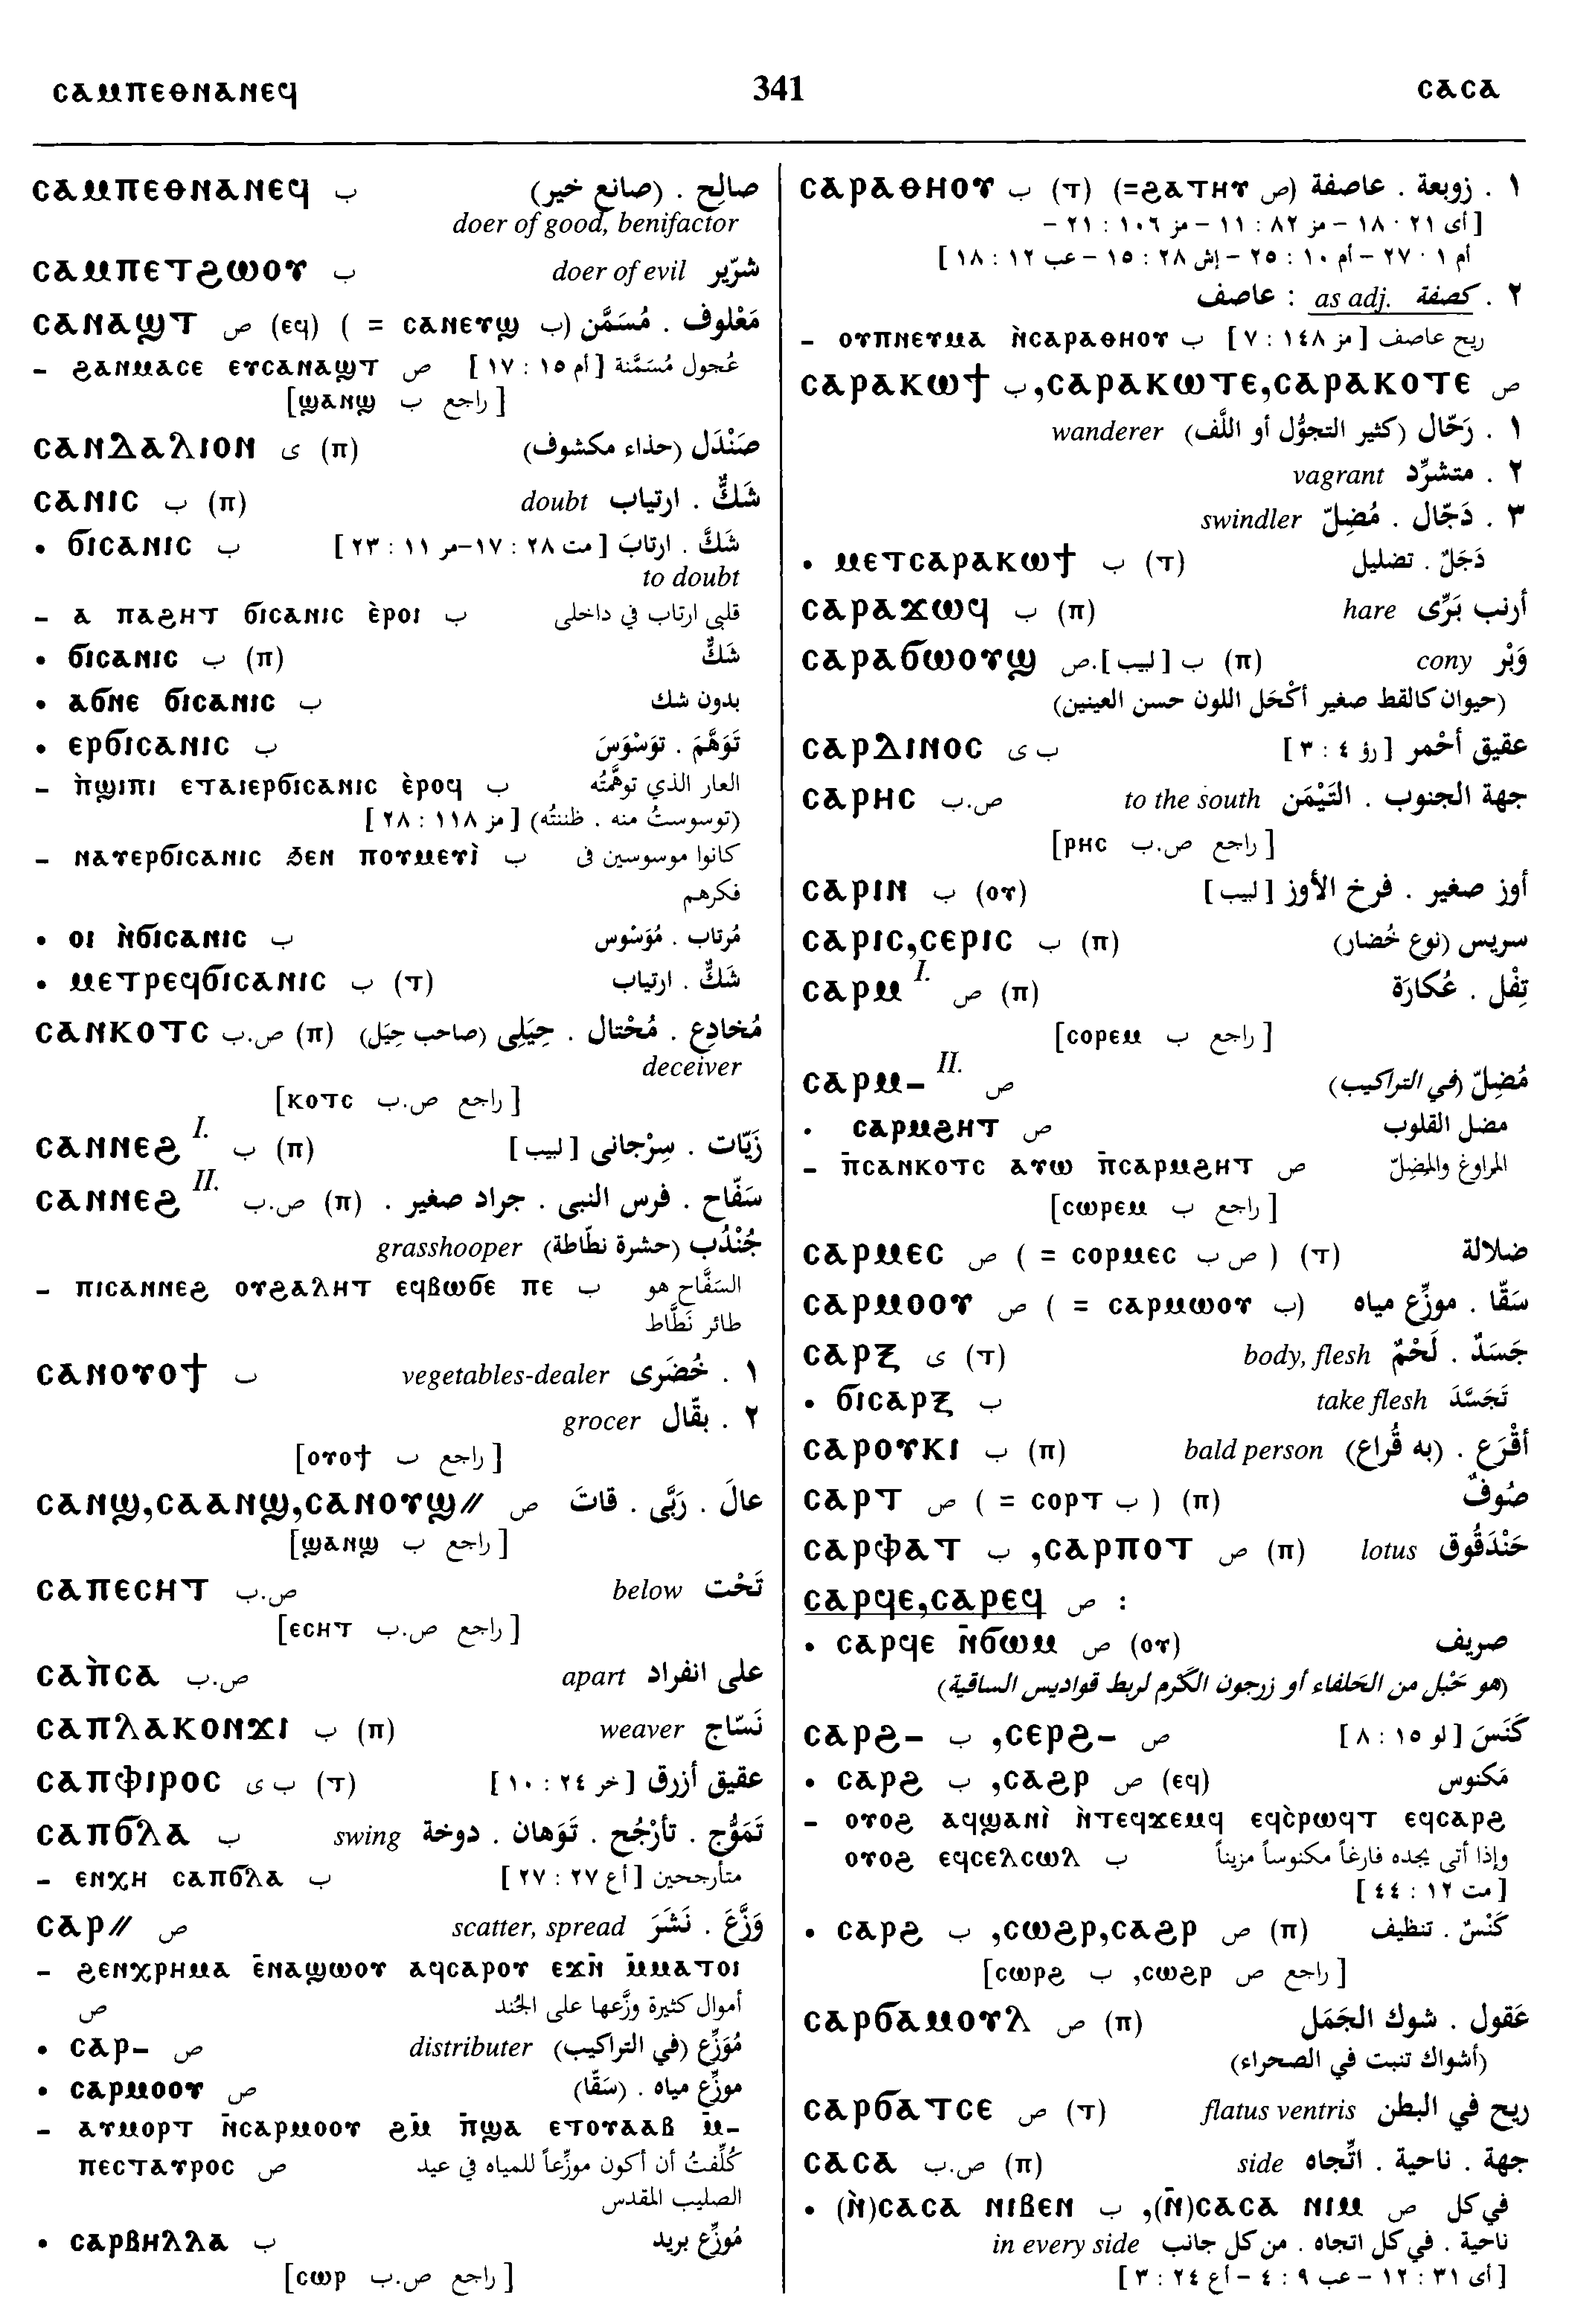 ⲥⲁⲙⲡⲉⲑⲛⲁⲛⲉϥ 341 ⲥⲁⲥⲁ
ⲥⲁⲙⲡⲉⲑⲛⲁⲛⲉϥ ب صالِح . (صانع خير)
doer of good, benifactor
ⲥⲁⲙⲡⲉⲧϩⲱⲟⲩ ب شرّير doer of evil
ⲥⲁⲛⲁϣⲧ ص (ⲉϥ) ( = ⲥⲁⲛⲉⲩϣ ب) مَعْلوف . مُسَمَّن
– ϩⲁⲛⲙⲁⲥⲉ ⲉⲩⲥⲁⲛⲁϣⲧ ص عُجول مُسَمَّنة [أم ١٥ : ١٧]
[راجع ب ϣⲁⲛϣ]
ⲥⲁⲛⲇⲁⲗⲓⲟⲛ ى (ⲡ) صَنْدَل (حذاء مكشوف)
ⲥⲁⲛⲓⲥ ب (ⲡ) شَكٌّ . ارتياب doubt
• ϭⲓⲥⲁⲛⲓⲥ ب شَكَّ . ارتابَ [مت ٢٨ : ١٧–مر ١١ : ٢٣]
to doubt
– ⲁ ⲡⲁϩⲏⲧ ϭⲓⲥⲁⲛⲓⲥ ⲉ̀ⲣⲟⲓ ب قلبى ارتاب في داخلى
• ϭⲓⲥⲁⲛⲓⲥ ب (ⲡ) شَكٌّ
• ⲁϭⲛⲉ ϭⲓⲥⲁⲛⲓⲥ ب بدون شك
• ⲉⲣϭⲓⲥⲁⲛⲓⲥ ب تَوَهَّمَ . توَسْوَسَ
– ⲡ̀ϣⲓⲡⲓ ⲉⲧⲁⲓⲉⲣϭⲓⲥⲁⲛⲓⲥ ⲉ̀ⲣⲟϥ ب العار الذي توهَّمتُه
(توسوستُ منه . ظننتُه) [مز ١١٨ : ٢٨]
– ⲛⲁⲩⲉⲣϭⲓⲥⲁⲛⲓⲥ ϧⲉⲛ ⲡⲟⲩⲙⲉⲩⲓ̀ ب كانوا موسوسين فى
فكرهم
• ⲟⲓ ⲛ̀ϭⲓⲥⲁⲛⲓⲥ ب مُرتاب . مُوَسْوس
• ⲙⲉⲧⲣⲉϥϭⲓⲥⲁⲛⲓⲥ ب (ⲧ) شَكٌّ . ارتياب
ⲥⲁⲛⲕⲟⲧⲥ ص.ب (ⲡ) مُخادِع . مُحْتال . حِيَلِى (صاحب حِيَل)
deceiver
[راجع ص.ب ⲕⲟⲧⲥ]
ⲥⲁⲛⲛⲉϩ I. ب (ⲡ) زَيّات . سِرْجانى [لبيب]
ⲥⲁⲛⲛⲉϩ II. ص.ب (ⲡ) سَفّاح . فرس النبى . جراد صغير .
جُنْدُب (حشرة نطّاطة) grasshooper
– ⲡⲓⲥⲁⲛⲛⲉϩ ⲟⲩϩⲁⲗⲏⲧ ⲉϥⲃⲱϭⲉ ⲡⲉ ب السَفَّاح هو
طائر نَطَّاط
ⲥⲁⲛⲟⲩⲟϯ ب ١ . خُضَرى vegetables-dealer
٢ . بقّال grocer
[راجع ب ⲟⲩⲟϯ]
ⲥⲁⲛϣ,ⲥⲁⲁⲛϣ,ⲥⲁⲛⲟⲩϣ// ص عالَ . رَبَّى . قاتَ
[راجع ب ϣⲁⲛϣ]
ⲥⲁⲡⲉⲥⲏⲧ ص.ب تَحْت below
[راجع ص.ب ⲉⲥⲏⲧ]
ⲥⲁⲡ̀ⲥⲁ ص.ب على انفراد apart
ⲥⲁⲡⲗⲁⲕⲟⲛϫⲓ ب (ⲡ) نَسّاج weaver
ⲥⲁⲡⲫⲓⲣⲟⲥ ب ى (ⲧ) عقيق أزرق [خر ٢٤ : ١٠]
ⲥⲁⲡϭⲗⲁ ب تَمَوُّج . تأرْجُح . تَوَهان . دوخة swing
– ⲉⲛⲭⲏ ⲥⲁⲡϭⲗⲁ ب متأرجحين [أع ٢٧ : ٢٧]
ⲥⲁⲣ// ص وَزَّعَ . نَشَرَ scatter, spread
– ϩⲉⲛⲭⲣⲏⲙⲁ ⲉ̄ⲛⲁϣⲱⲟⲩ ⲁϥⲥⲁⲣⲟⲩ ⲉϫⲛ̄ ⲙ̄ⲙⲁⲧⲟⲓ
ص أموال كثيرة وزَّعها على الجُند
• ⲥⲁⲣ– ص مُوَزِّع (في التراكيب) distributer
• ⲥⲁⲣⲙⲟⲟⲩ ص موزِّع مياه . (سَقّا)
– ⲁⲩⲙⲟⲣⲧ ⲛ̄ⲥⲁⲣⲙⲟⲟⲩ ϩⲙ̄ ⲡ̄ϣⲁ ⲉⲧⲟⲩⲁⲁⲃ ⲙ̄–
ⲡⲉⲥⲧⲁⲩⲣⲟⲥ ص كُلِّفتُ أن أكون موزِّعاً للمياه في عيد
الصليب المقدس
• ⲥⲁⲣⲃⲏⲗⲗⲁ ب مُوزِّع بريد
[راجع ص.ب ⲥⲱⲣ]
ⲥⲁⲣⲁⲑⲏⲟⲩ ب (ⲧ) (=ϩⲁⲧⲏⲩ ص) ١ . زوبعة . عاصفة
[أى ٢١ : ١٨ – مز ٨٢ : ١١ – مز ١٠٦ : ٢١ –
أم ١ : ٢٧ – أم ١٠ : ٢٥ – إش ٢٨ : ١٥ – عب ١٢ : ١٨]
٢ . كصفة as adj. : عاصف
– ⲟⲩⲡⲛⲉⲩⲙⲁ ⲛ̀ⲥⲁⲣⲁⲑⲏⲟⲩ ب ريح عاصف [مز ١٤٨ : ٧]
ⲥⲁⲣⲁⲕⲱϯ ب ,ⲥⲁⲣⲁⲕⲱⲧⲉ,ⲥⲁⲣⲁⲕⲟⲧⲉ ص
١ . رَحّال (كثير التجوُّل أو اللَّف) wanderer
٢ . متشرِّد vagrant
٣ . دَجّال . مُضِلّ swindler
• ⲙⲉⲧⲥⲁⲣⲁⲕⲱϯ ب (ⲧ) دَجَلٌ . تضليل
ⲥⲁⲣⲁϫⲱϥ ب (ⲡ) أرنب بَرِّى hare
ⲥⲁⲣⲁϭⲱⲟⲩϣ ب [لبيب].ص (ⲡ) وَبْر cony
(حيوان كالقط صغير أكْحَل اللون حسن العينين)
ⲥⲁⲣⲇⲓⲛⲟⲥ ب ى عقيق أحْمر [رؤ ٤ : ٣]
ⲥⲁⲣⲏⲥ ص.ب جهة الجنوب . التَيْمَن to the south
[راجع ص.ب ⲣⲏⲥ]
ⲥⲁⲣⲓⲛ ب (ⲟⲩ) أوز صغير . فرخ الأوز [لبيب]
ⲥⲁⲣⲓⲥ,ⲥⲉⲣⲓⲥ ب (ⲡ) سريس (نوع خُضار)
ⲥⲁⲣⲙ I. ص (ⲡ) تِفْل . عُكارَة
[راجع ب ⲥⲟⲣⲉⲙ]
ⲥⲁⲣⲙ– II. ص مُضِلّ (في التراكيب)
• ⲥⲁⲣⲙϩⲏⲧ ص مضل القلوب
– ⲡ̄ⲥⲁⲛⲕⲟⲧⲥ ⲁⲩⲱ ⲡ̄ⲥⲁⲣⲙϩⲏⲧ ص المراوغ والمضِلّ
[راجع ب ⲥⲱⲣⲉⲙ]
ⲥⲁⲣⲙⲉⲥ ص ( = ⲥⲟⲣⲙⲉⲥ ص ب ) (ⲧ) ضلالة
ⲥⲁⲣⲙⲟⲟⲩ ص ( = ⲥⲁⲣⲙⲱⲟⲩ ب) سَقّا . موزِّع مياه
ⲥⲁⲣⲝ ى (ⲧ) جَسَدٌ . لَحْمٌ body, flesh
• ϭⲓⲥⲁⲣⲝ ب تَجَسَّدَ take flesh
ⲥⲁⲣⲟⲩⲕⲓ ب (ⲡ) أقْرَع . (به قُراع) bald person
ⲥⲁⲣⲧ ص ( = ⲥⲟⲣⲧ ب ) (ⲡ) صُوفٌ
ⲥⲁⲣⲫⲁⲧ ب ,ⲥⲁⲣⲡⲟⲧ ص (ⲡ) حَنْدَقُوق lotus
ⲥⲁⲣϥⲉ,ⲥⲁⲣⲉϥ ص :
• ⲥⲁⲣϥⲉ ⲛ̄ϭⲱⲙ ص (ⲟⲩ) صريف
(هو حَبْل من الحَلفاء أو زرجون الكَرْم لربط قواديس الساقية)
ⲥⲁⲣϩ– ب ,ⲥⲉⲣϩ– ص كَنَسَ [لو ١٥ : ٨]
• ⲥⲁⲣϩ ب ,ⲥⲁϩⲣ ص (ⲉϥ) مَكنوس
– ⲟⲩⲟϩ ⲁϥϣⲁⲛⲓ̀ ⲛ̀ⲧⲉϥϫⲉⲙϥ ⲉϥⲥ̀ⲣⲱϥⲧ ⲉϥⲥⲁⲣϩ
ⲟⲩⲟϩ ⲉϥⲥⲉⲗⲥⲱⲗ ب وإذا أتى يجده فارغاً مكنوساً مزيناً
[مت ١٢ : ٤٤]
• ⲥⲁⲣϩ ب ,ⲥⲱϩⲣ,ⲥⲁϩⲣ ص (ⲡ) كَنْسٌ . تنظيف
[راجع ص ⲥⲱϩⲣ, ب ⲥⲱⲣϩ]
ⲥⲁⲣϭⲁⲙⲟⲩⲗ ص (ⲡ) عَقول . شوك الجَمَل
(أشواك تنبت في الصحراء)
ⲥⲁⲣϭⲁⲧⲥⲉ ص (ⲧ) ريح في البطن flatus ventris
ⲥⲁⲥⲁ ص.ب (ⲡ) جهة . ناحية . اتِّجاه side
• (ⲛ̀)ⲥⲁⲥⲁ ⲛⲓⲃⲉⲛ ب ,(ⲛ̄)ⲥⲁⲥⲁ ⲛⲓⲙ ص في كل
ناحية . في كل اتجاه . من كل جانب in every side
[أى ٣١ : ١٢ – عب ٩ : ٤ – أع ٢٤ : ٣]